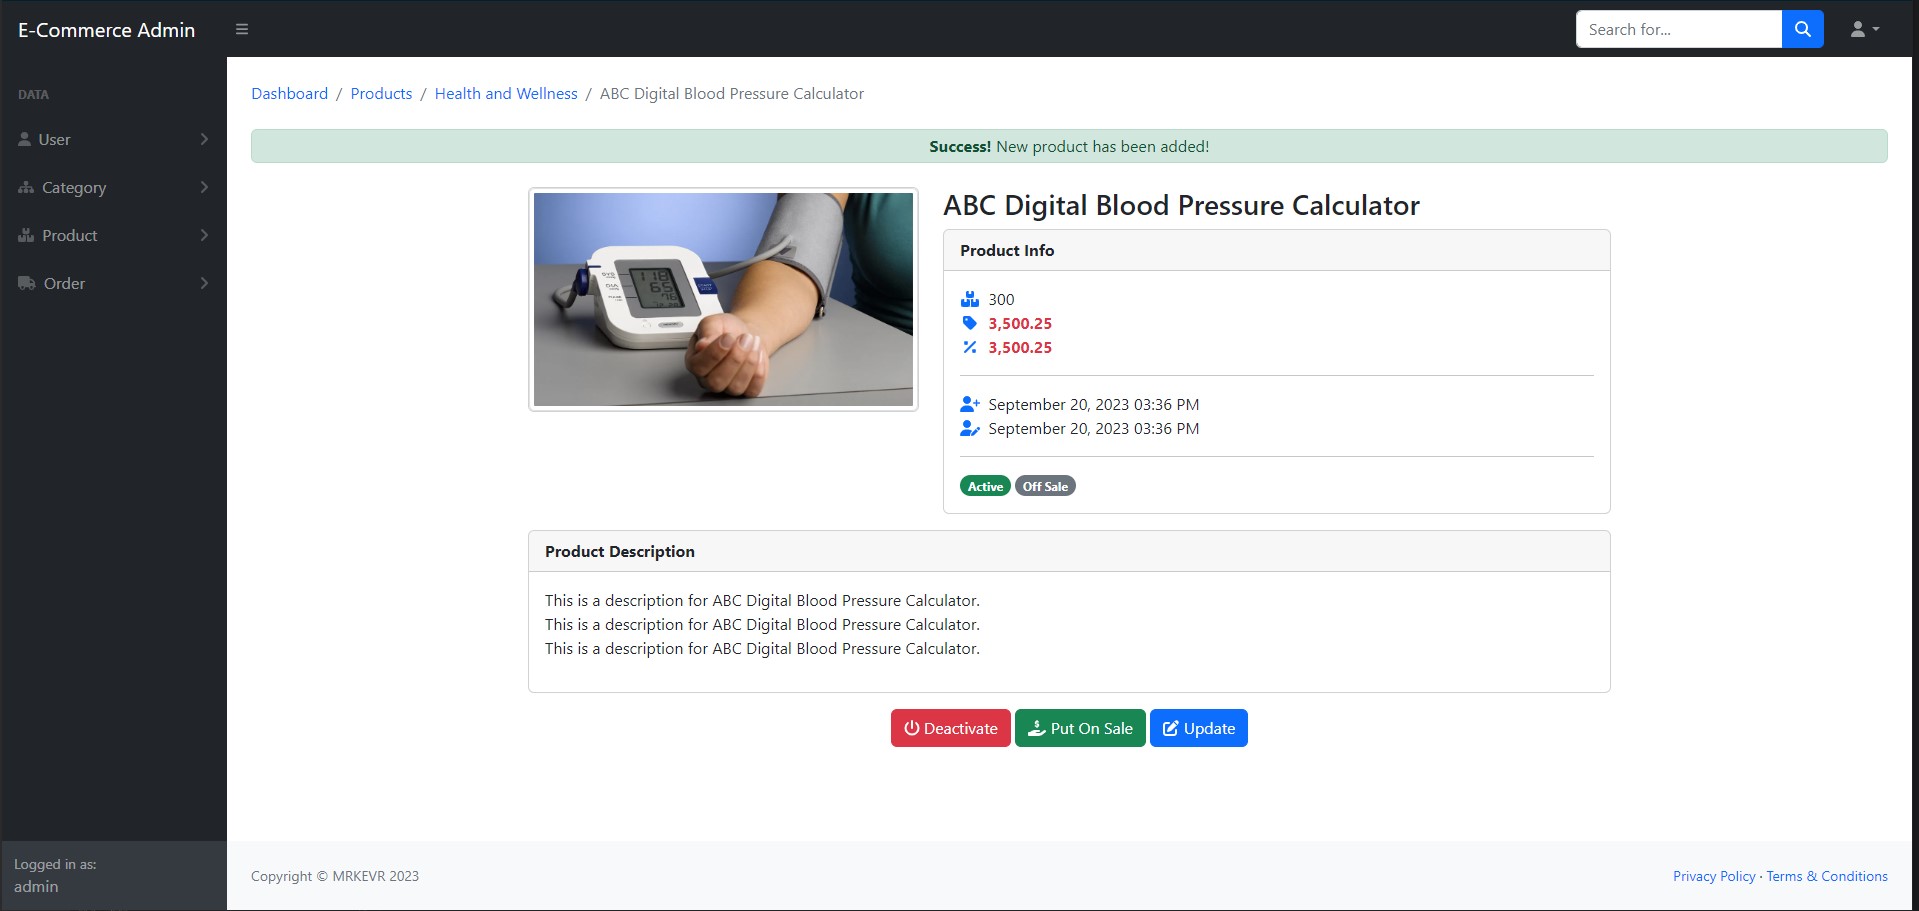 E-Commerce Admin
Search for...
DATA
User
Category
Product
Order
Logged in as:
admin
Dashboard / Products / Health and Wellness / ABC Digital Blood Pressure Calculator
Success! New product has been added!
118
65
76
ABC Digital Blood Pressure Calculator
Product Info
300
3,500.25
3,500.25
September 20, 2023 03:36 PM
September 20, 2023 03:36 PM
Active Off Sale
Product Description
This is a description for ABC Digital Blood Pressure Calculator.
This is a description for ABC Digital Blood Pressure Calculator.
This is a description for ABC Digital Blood Pressure Calculator.
Deactivate Put On Sale Update
Copyright © MRKEVR 2023
Privacy Policy · Terms & Conditions